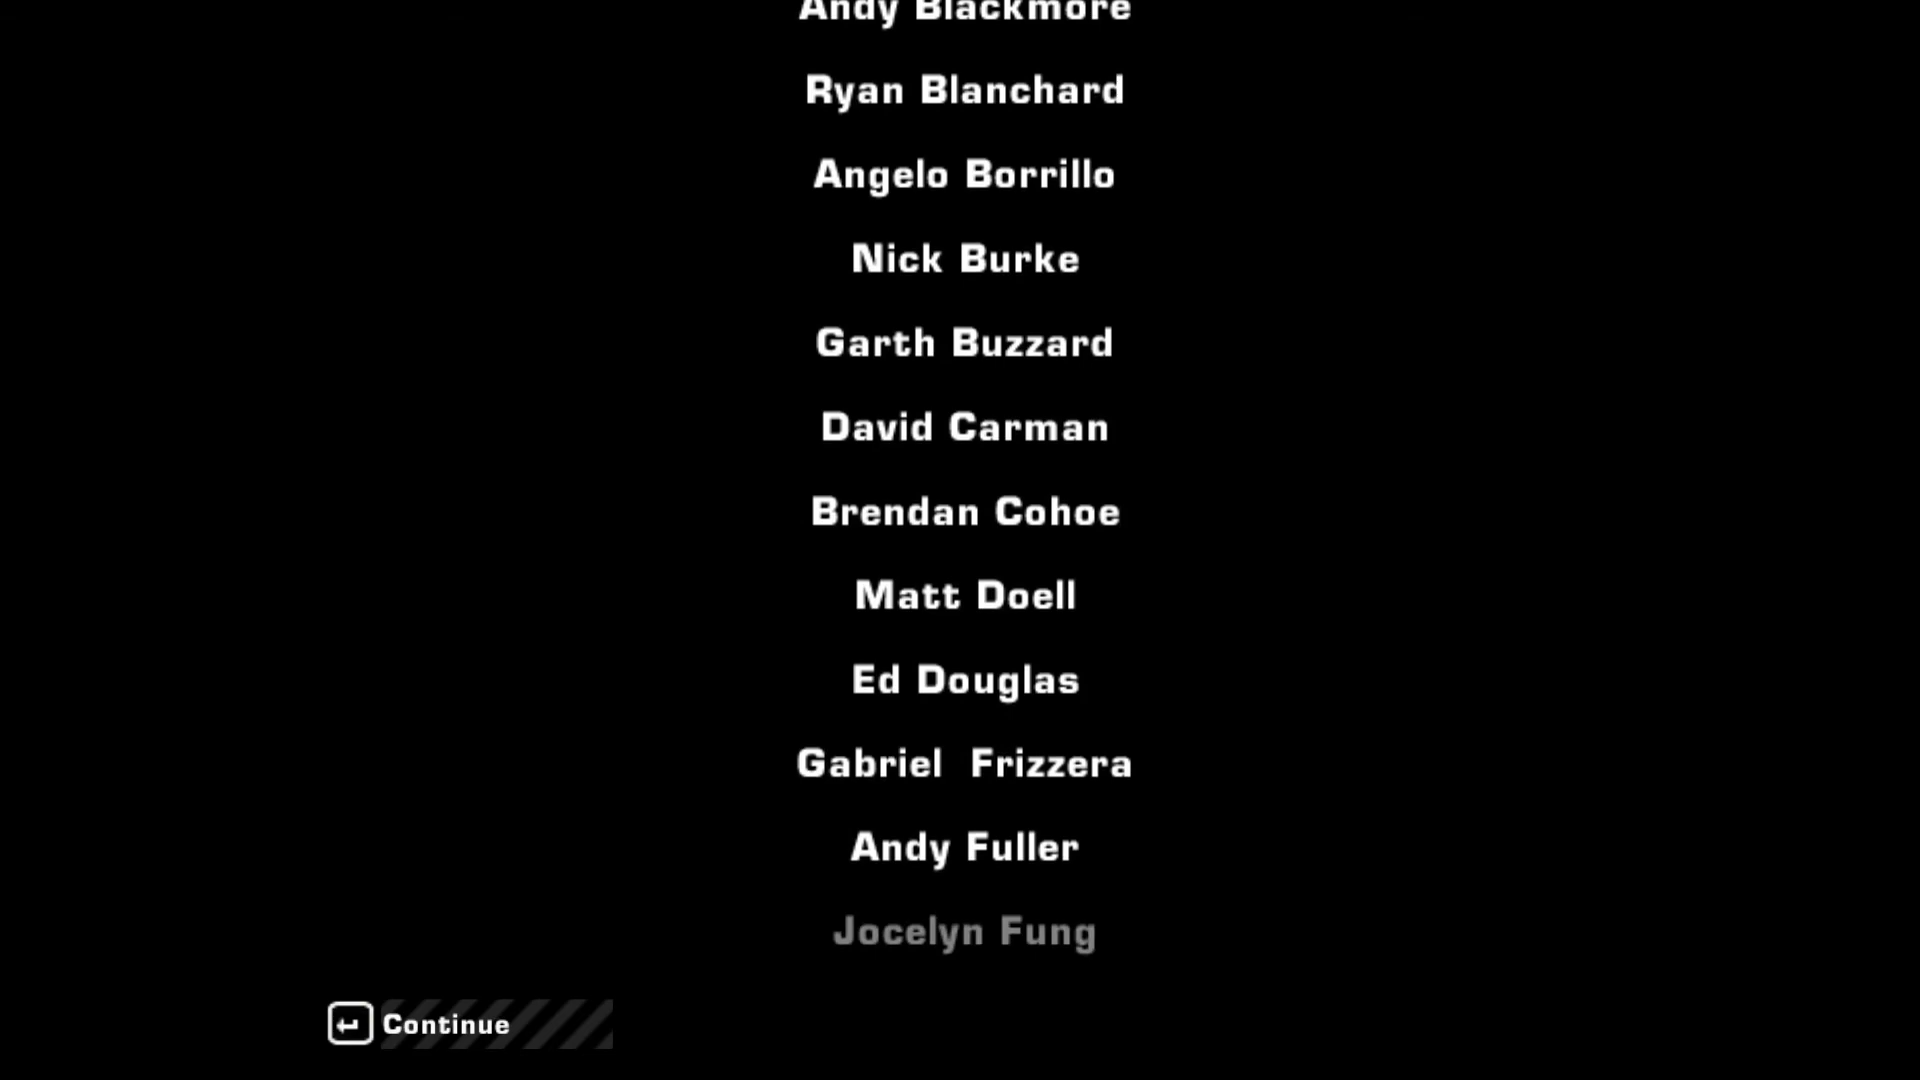 Andy Blackmore
Ryan Blanchard
Angelo Borrillo
Nick Burke
Garth Buzzard
David Carman
Brendan Cohoe
Matt Doell
Ed Douglas
Gabriel  Frizzera
Andy Fuller
Jocelyn Fung
Continue